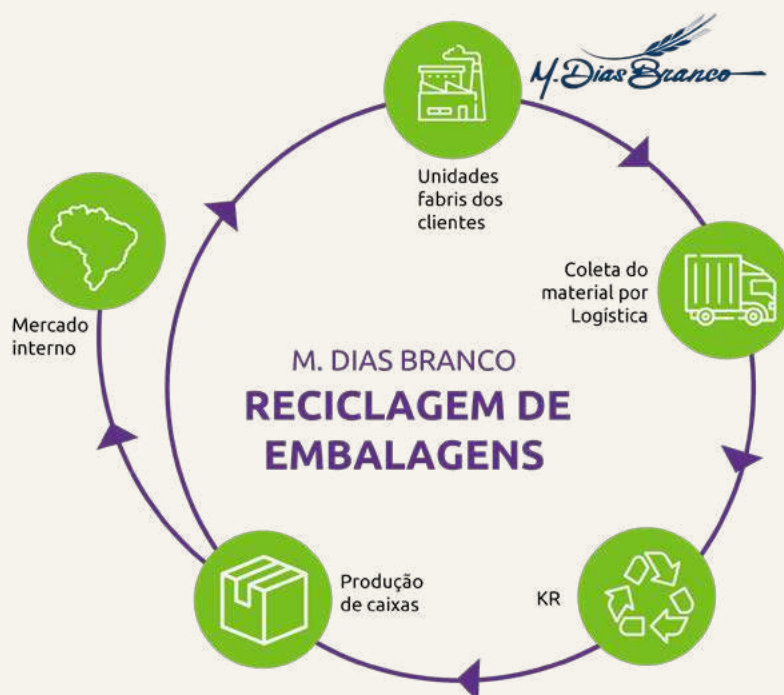 M. Dias Branco
Unidades
fabris dos
clientes
Coleta do
material por
Logística
Mercado
interno
M. DIAS BRANCO
RECICLAGEM DE
EMBALAGENS
Produção
de caixas
KR